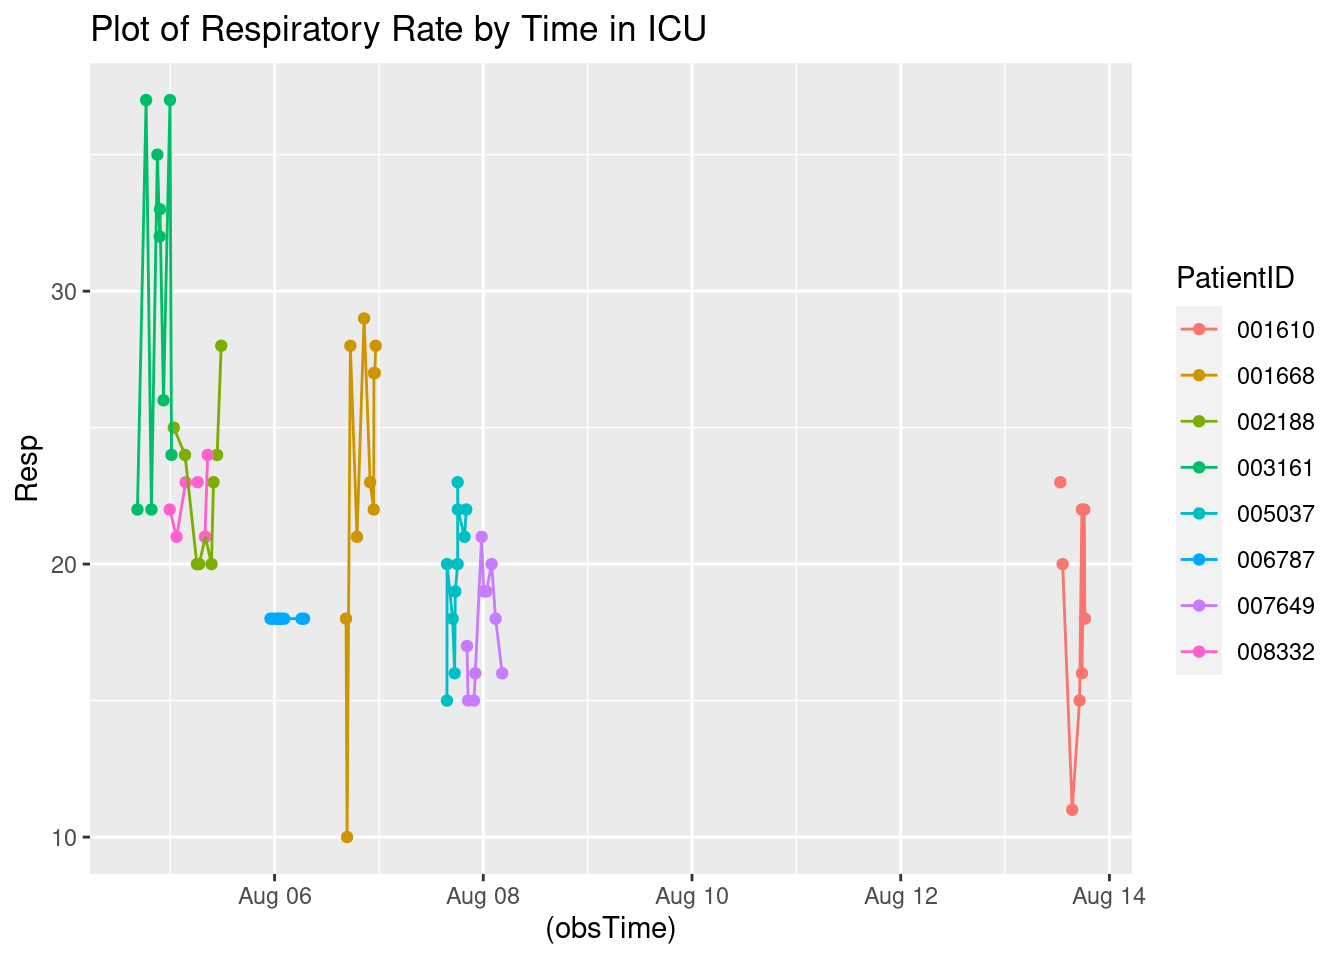 Plot of Respiratory Rate by Time in ICU
Resp
30
20
10
Aug 06
Aug 08
Aug 10
Aug 12
Aug 14
(obsTime)
PatientID
001610
001668
002188
003161
005037
006787
007649
008332